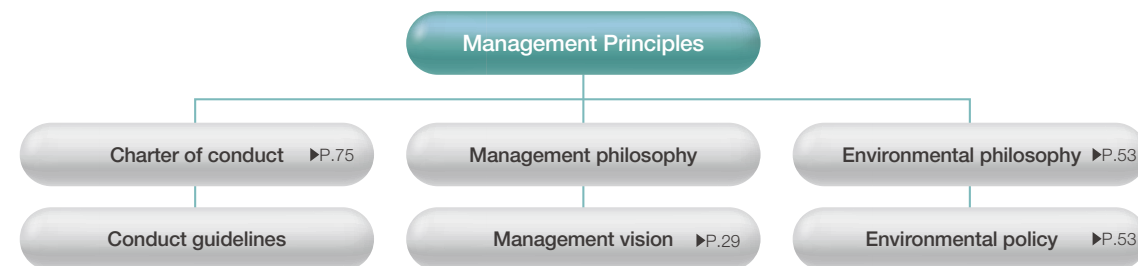 Management Principles
Charter of conduct ▶P.75
Management philosophy
Environmental philosophy ▶P.53
Conduct guidelines
Management vision ▶P.29
Environmental policy ▶P.53